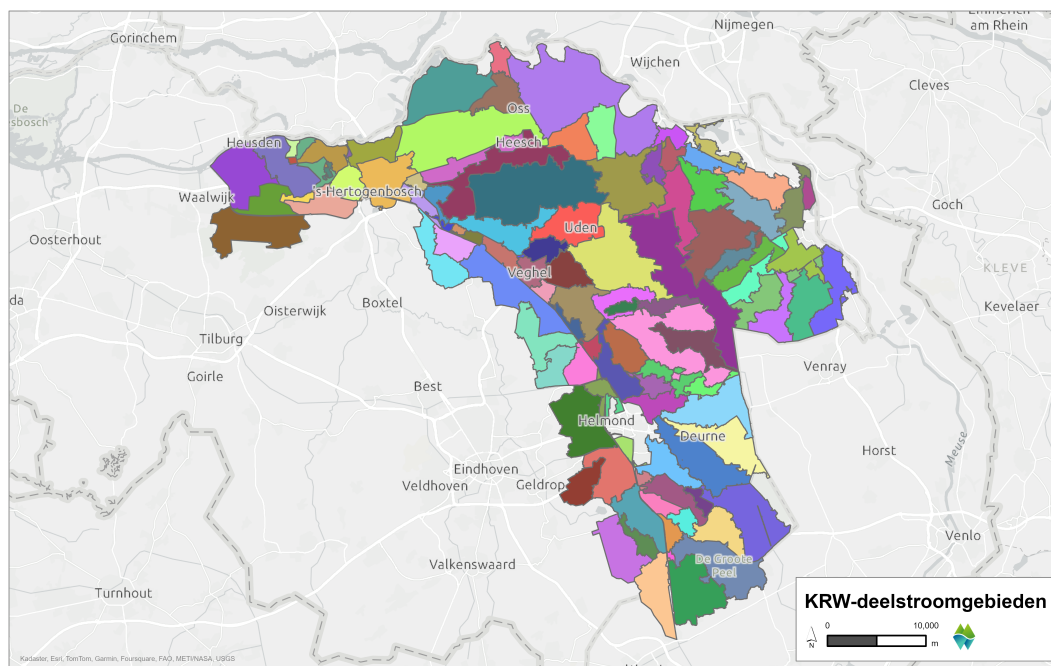 Nijmegen
Emmerich
am Rhein
Gorinchem
Wijchen
Cleves
De
Oss
Heusden
Heesch
's-Hertogenbosch
Waalwijk
Goch
Uden
Oosterhout
Veghel
KLEVE
da
Boxtel
Kevelaer
Oisterwijk
Tilburg
Venray
Goirle
Best
Helmond
Deurne
Horst
Meuse
Eindhoven
Veldhoven
Geldrop
Venlo
De Groote
Peel
Valkenswaard
Turnhout
KRW-deelstroomgebieden
0 10,000
N m
Kadaster, Esri, TomTom, Garmin, Foursquare, FAO, METI/NASA, USGS